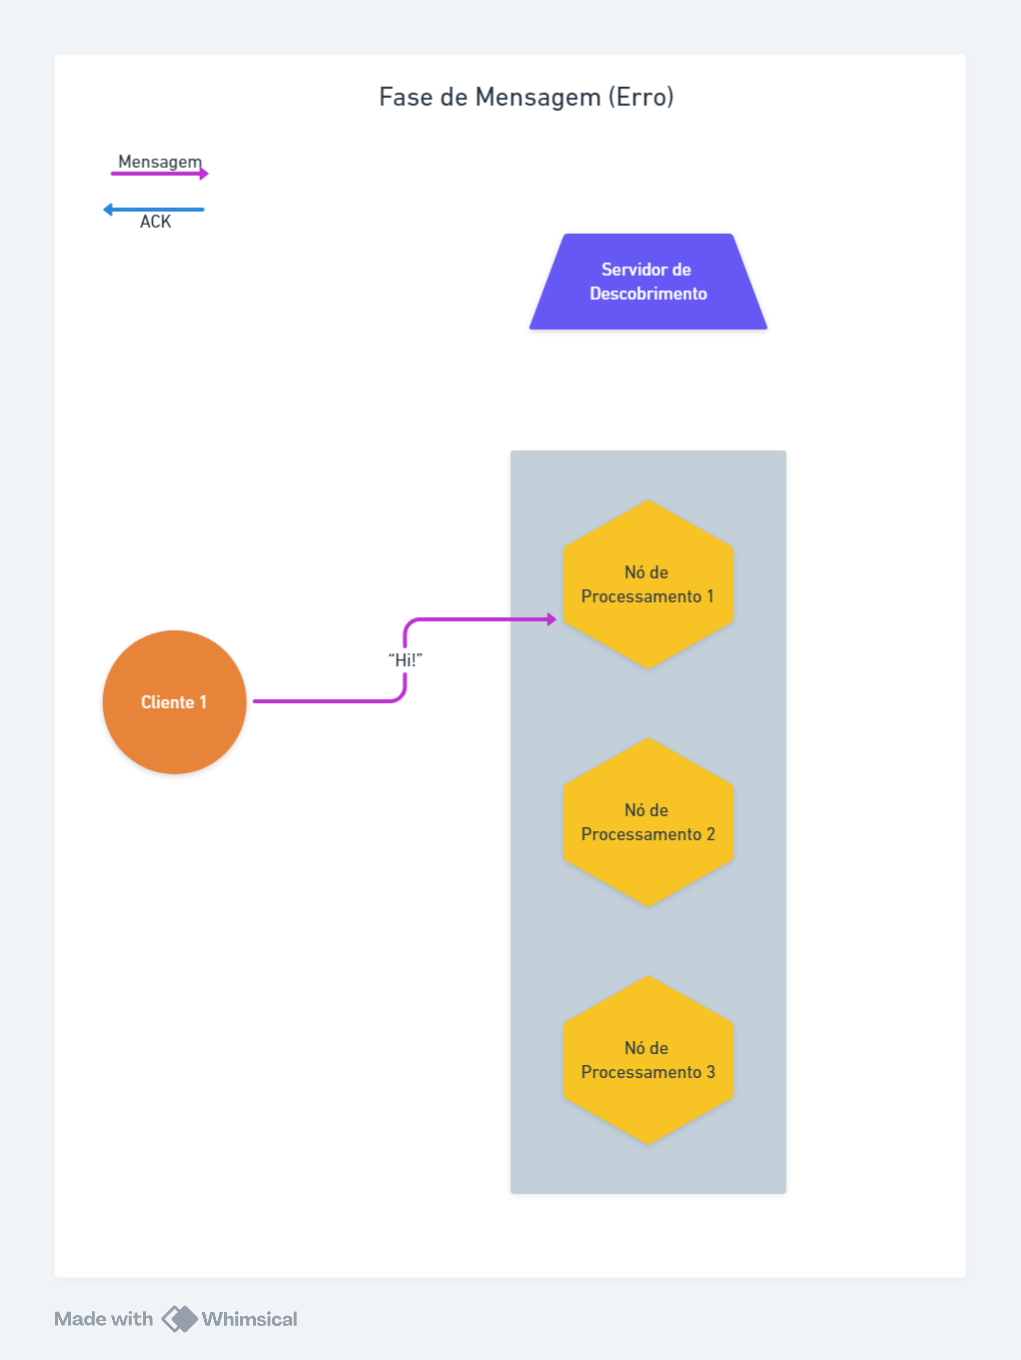 Fase de Mensagem (Erro)
Mensagem
ACK
Servidor de
Descobrimento
Nó de
Processamento 1
“Hi!”
Cliente 1
Nó de
Processamento 2
Nó de
Processamento 3
Made with Whimsical